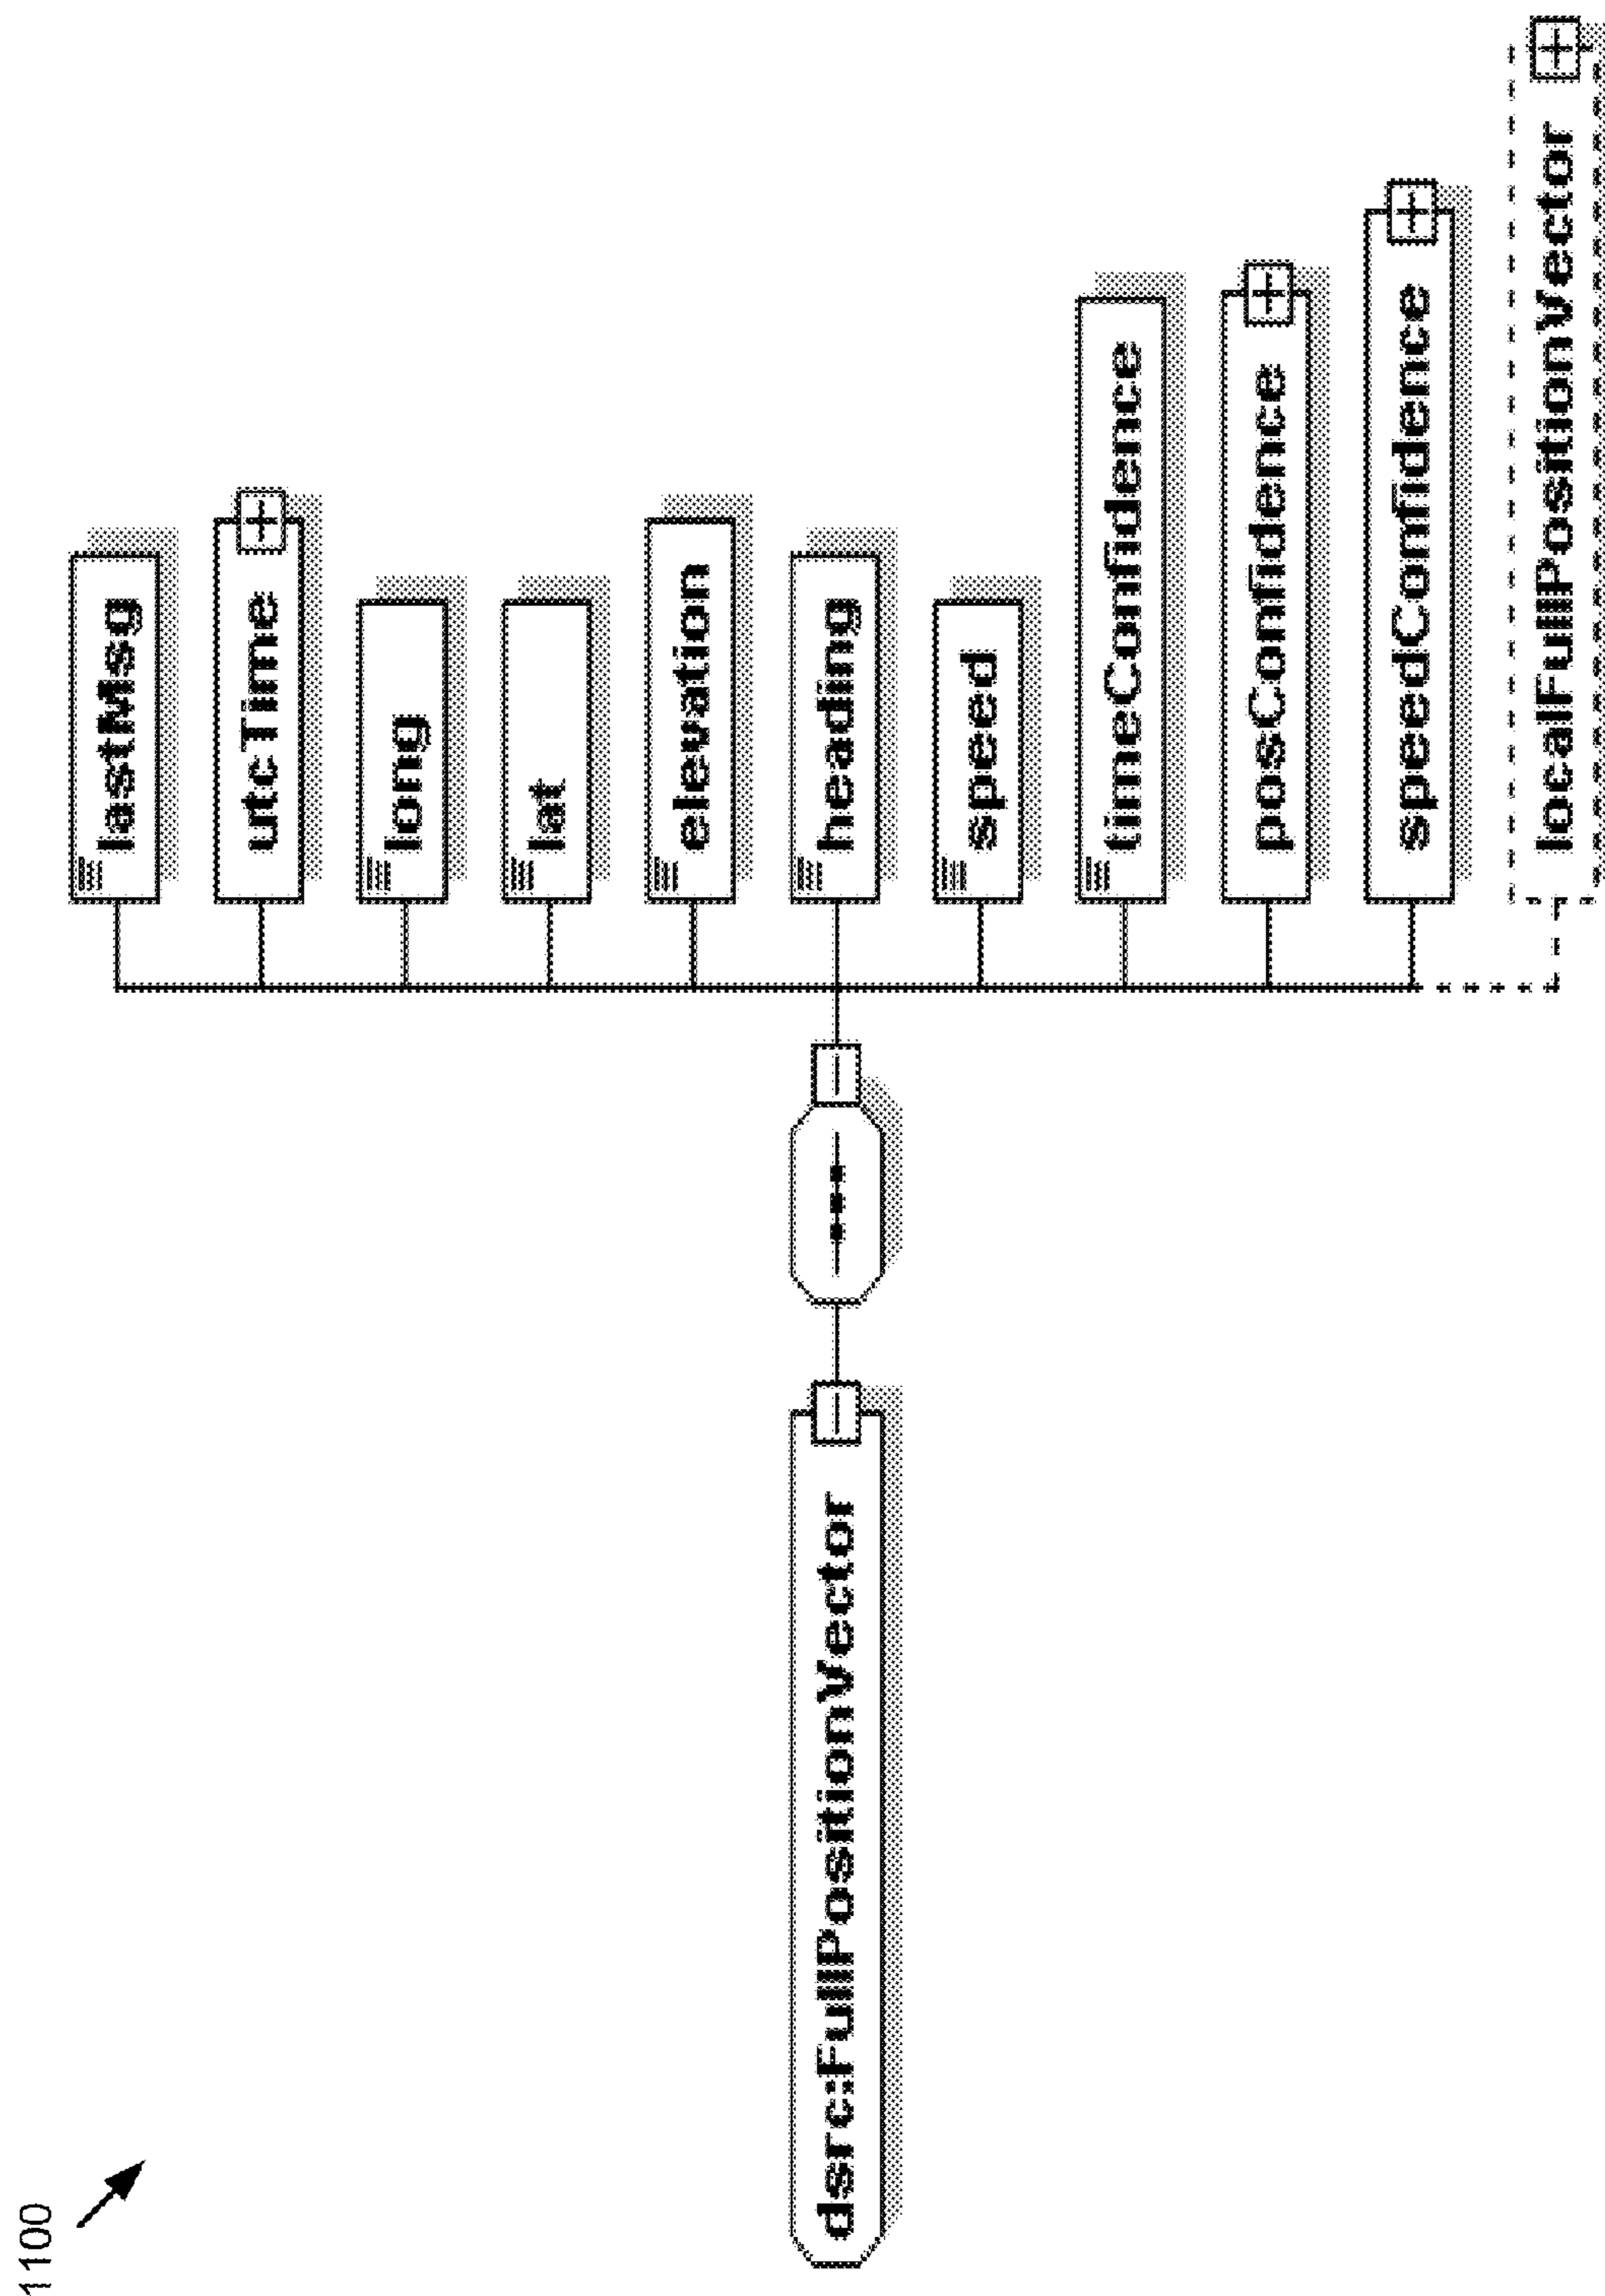 1100
dsrc:FullPositionVector
lastMsg
utcTime
long
lat
elevation
heading
speed
timeConfidence
posConfidence
speedConfidence
localFullPositionVector